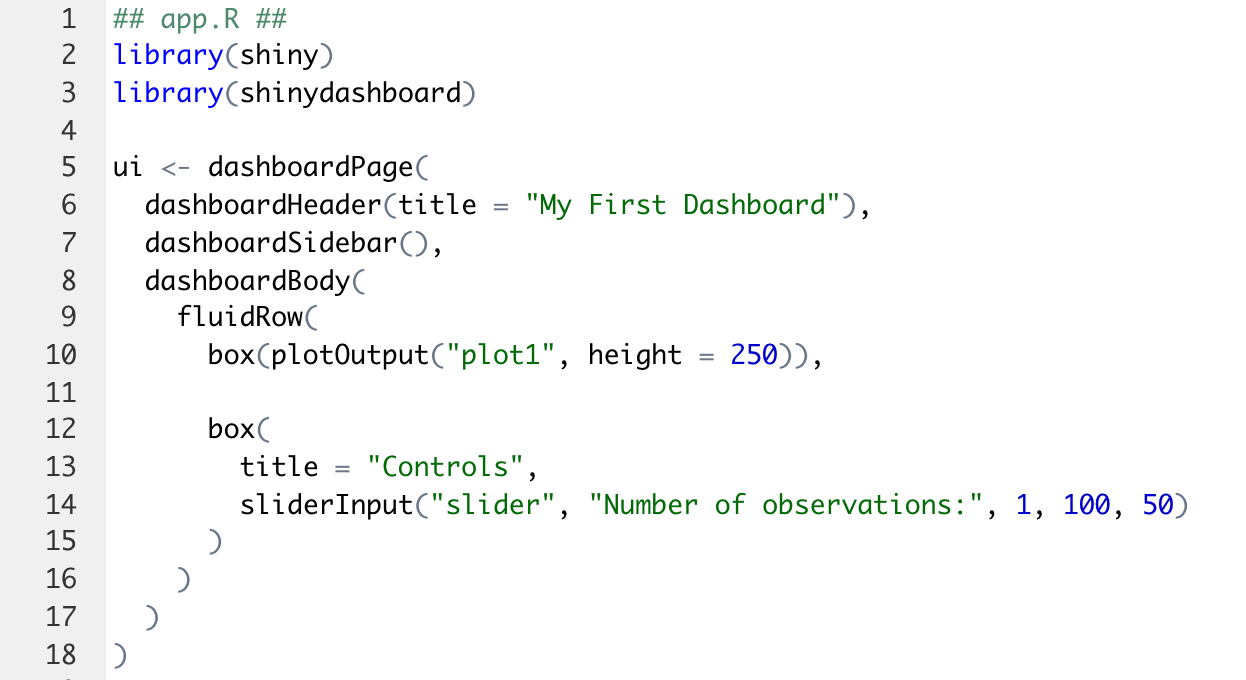 1 ## app.R ##
2 library(shiny)
3 library(shinydashboard)
4
5 ui <- dashboardPage(
6   dashboardHeader(title = "My First Dashboard"),
7   dashboardSidebar(),
8   dashboardBody(
9     fluidRow(
10       box(plotOutput("plot1", height = 250)),
11
12       box(
13         title = "Controls",
14         sliderInput("slider", "Number of observations:", 1, 100, 50)
15       )
16     )
17   )
18 )